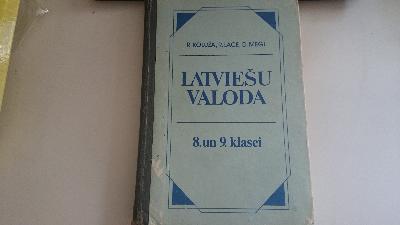 LATVIEŠU
VALODA
8. un 9. klasei